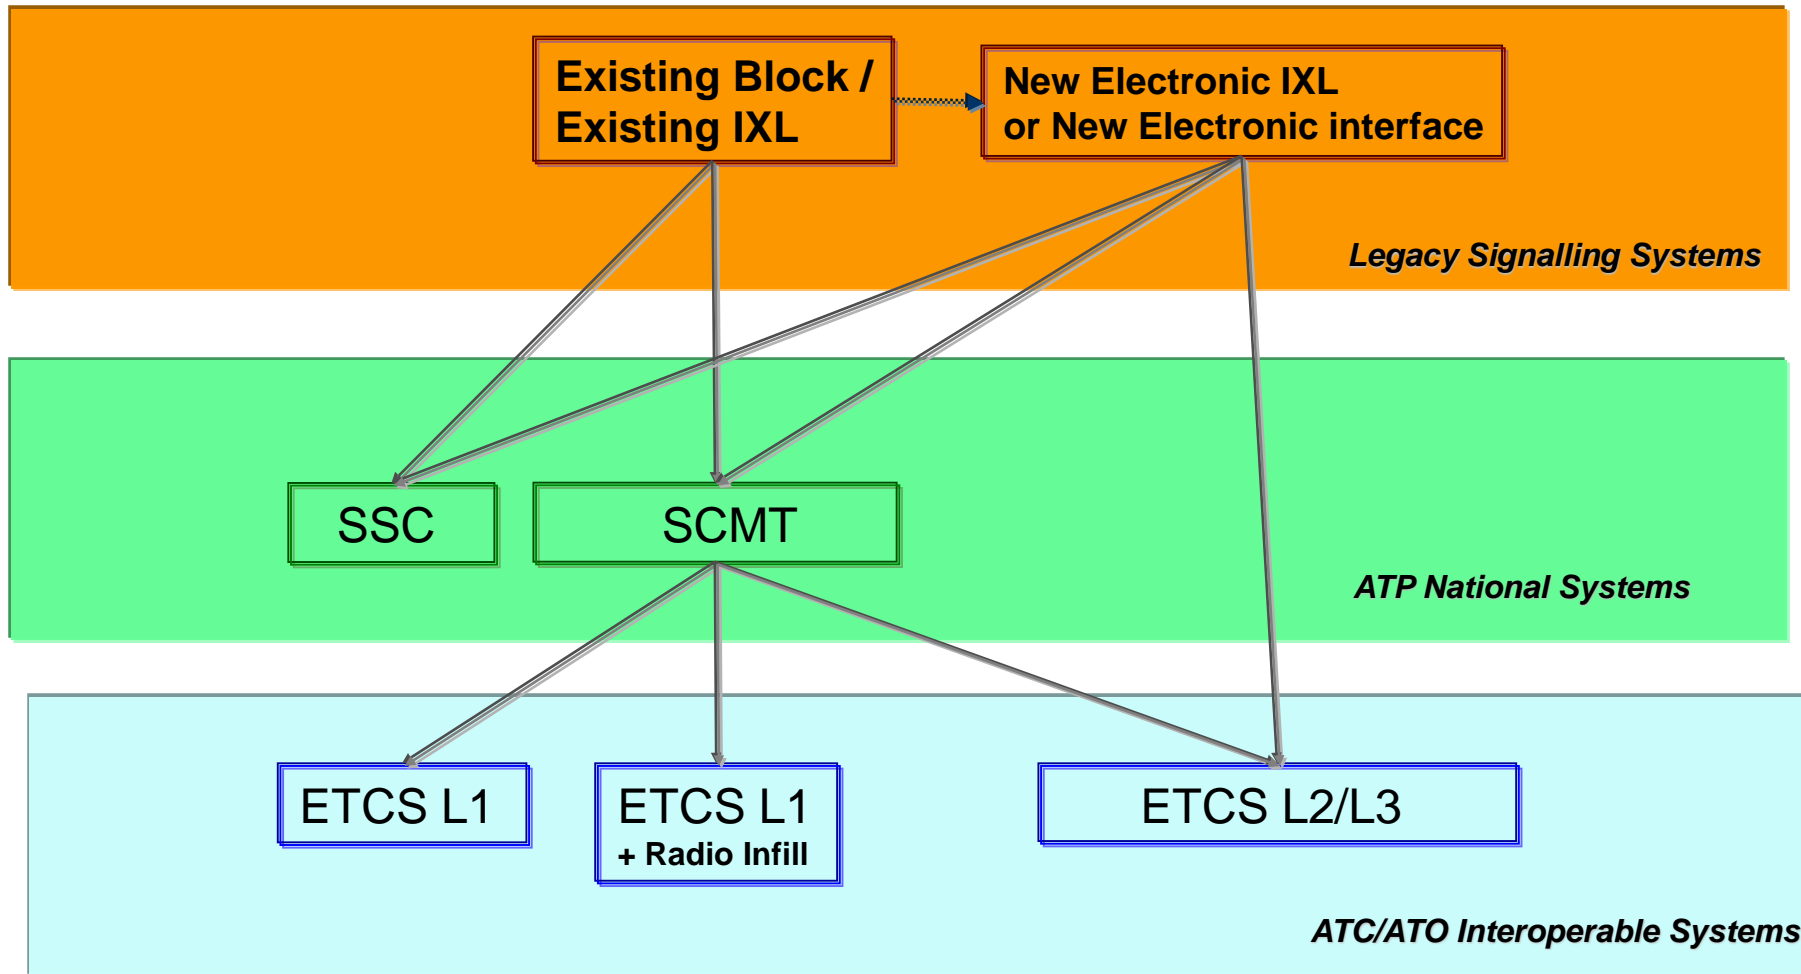 Existing Block /
Existing IXL
New Electronic IXL
or New Electronic interface
Legacy Signalling Systems
SSC
SCMT
ATP National Systems
ETCS L1
ETCS L1
+ Radio Infill
ETCS L2/L3
ATC/ATO Interoperable Systems